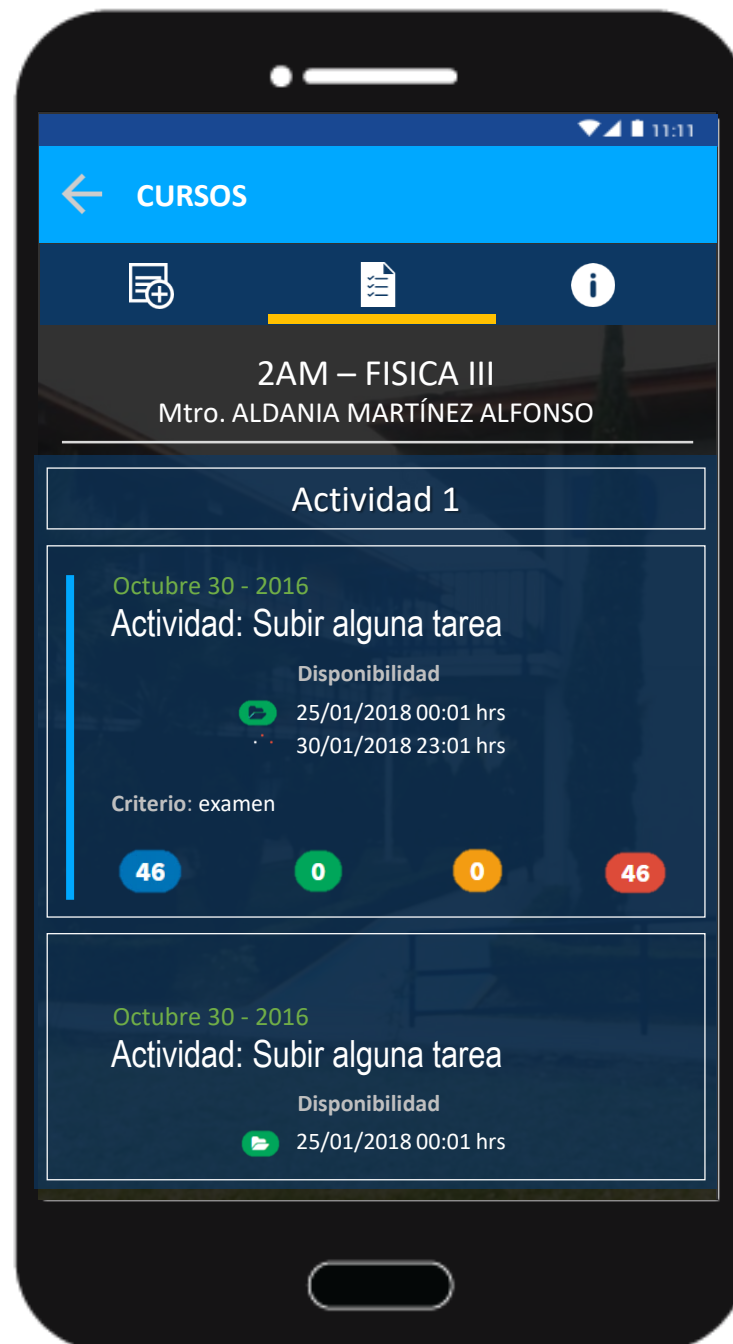 11:11
CURSOS
2AM – FISICA III
Mtro. ALDANIA MARTÍNEZ ALFONSO
Actividad 1
Octubre 30 - 2016
Actividad: Subir alguna tarea
Disponibilidad
25/01/2018 00:01 hrs
30/01/2018 23:01 hrs
Criterio: examen
46 0 0 46
Octubre 30 - 2016
Actividad: Subir alguna tarea
Disponibilidad
25/01/2018 00:01 hrs